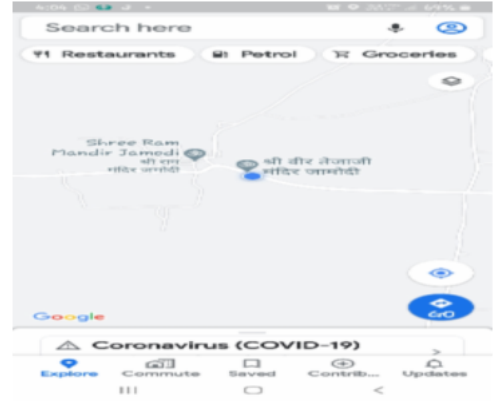 Search here
Restaurants
Petrol
Groceries
Shree Ram
Mandir Jamodi
श्री राम
मंदिर जामोदी
श्री वीर तेजाजी
मंदिर जामोदी
GO
Google
Coronavirus (COVID-19)
Explore
Commute
Saved
Contrib...
Updates